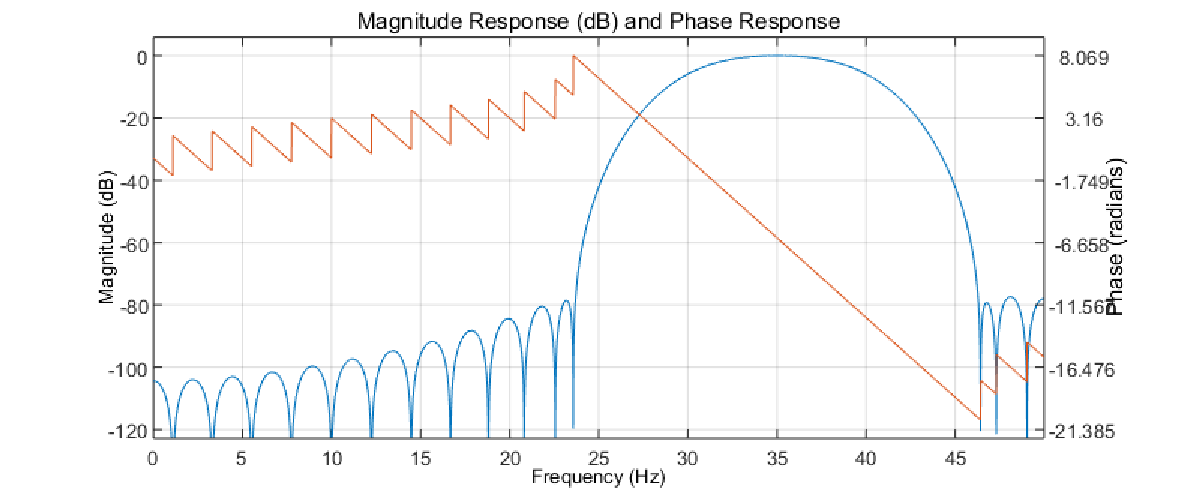 Magnitude Response (dB) and Phase Response
0
-20
-40
-60
-80
-100
-120
Magnitude (dB)
0 5 10 15 20 25 30 35 40 45
Frequency (Hz)
8.069
3.16
-1.749
-6.658
-11.567
-16.476
-21.385
Phase (radians)